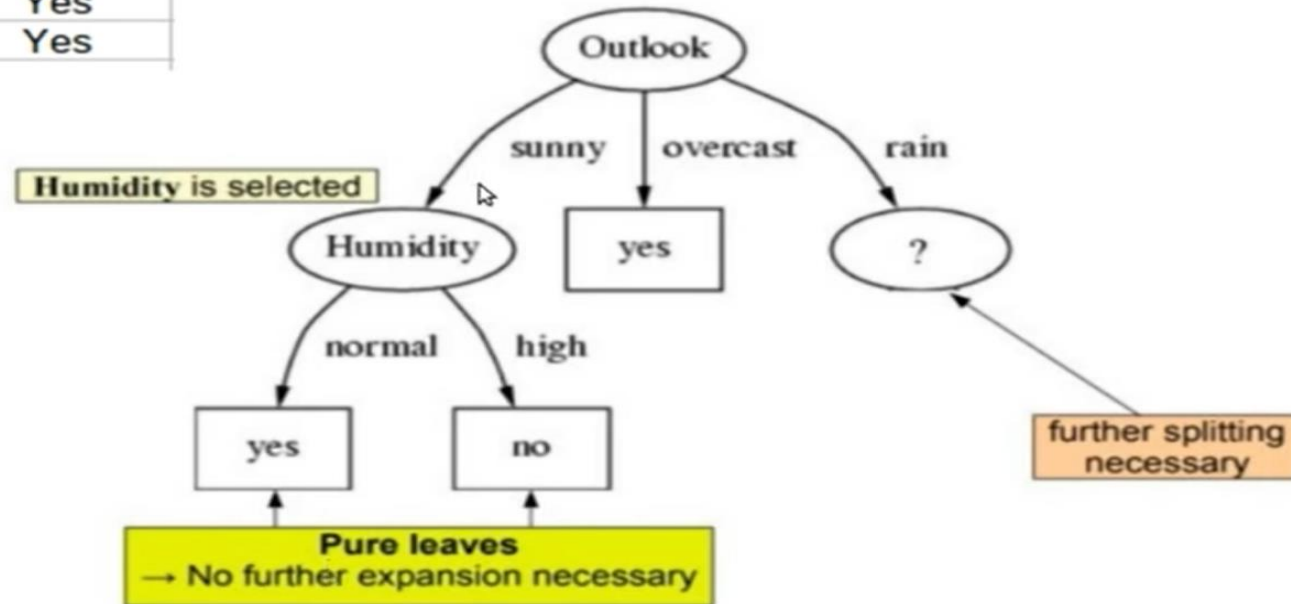 Yes
Yes
Outlook
sunny
overcast
rain
Humidity is selected
Humidity
yes
?
normal
high
yes
no
further splitting
necessary
Pure leaves
→ No further expansion necessary